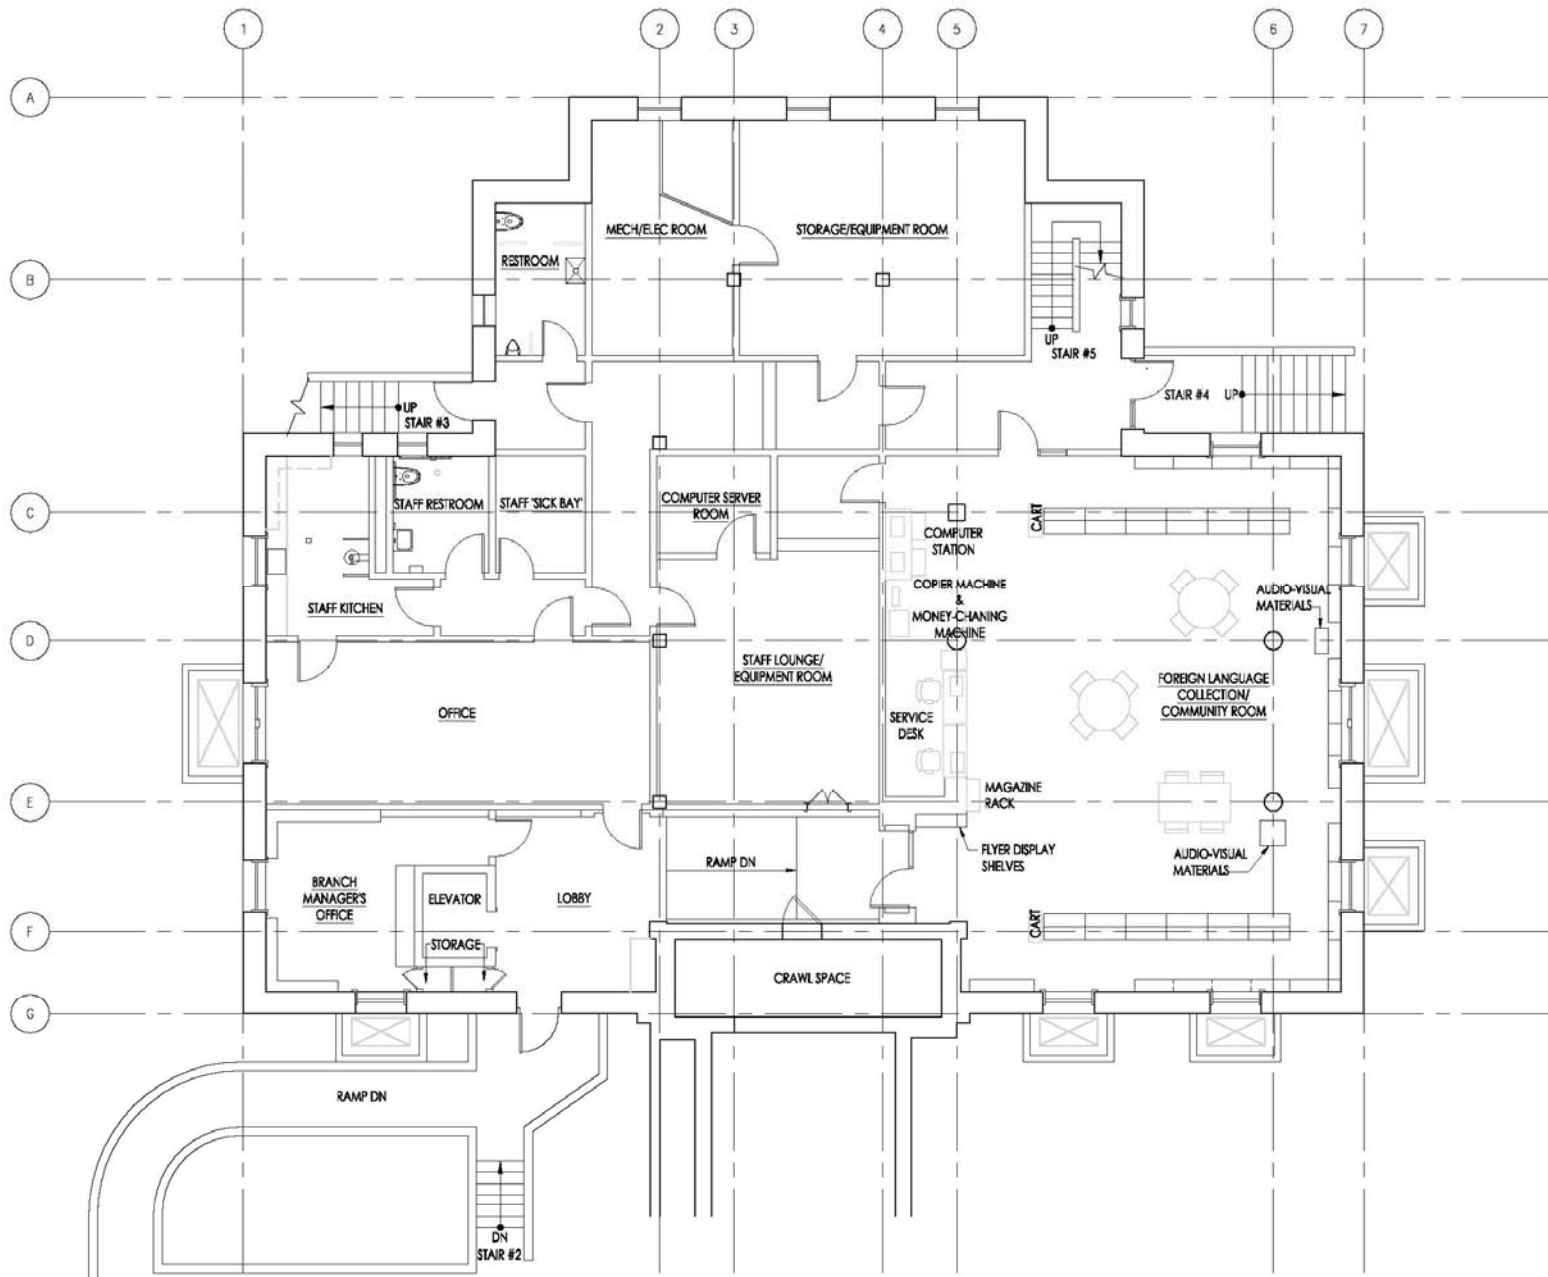 1
2
3
4
5
6
7
A
B
C
D
E
F
G
MECH/ELEC ROOM
STORAGE/EQUIPMENT ROOM
RESTROOM
UP
STAIR #5
UP
STAIR #3
STAIR #4
UP
STAFF RESTROOM
STAFF 'SICK BAY'
COMPUTER SERVER
ROOM
CART
COMPUTER
STATION
COPIER MACHINE
&
MONEY-CHANING
MACHINE
AUDIO-VISUAL
MATERIALS
STAFF KITCHEN
STAFF LOUNGE/
EQUIPMENT ROOM
FOREIGN LANGUAGE
COLLECTION/
COMMUNITY ROOM
OFFICE
SERVICE
DESK
MAGAZINE
RACK
FLYER DISPLAY
SHELVES
AUDIO-VISUAL
MATERIALS
RAMP DN
BRANCH
MANAGER'S
OFFICE
ELEVATOR
LOBBY
STORAGE
CART
CRAWL SPACE
RAMP DN
DN
STAIR #2